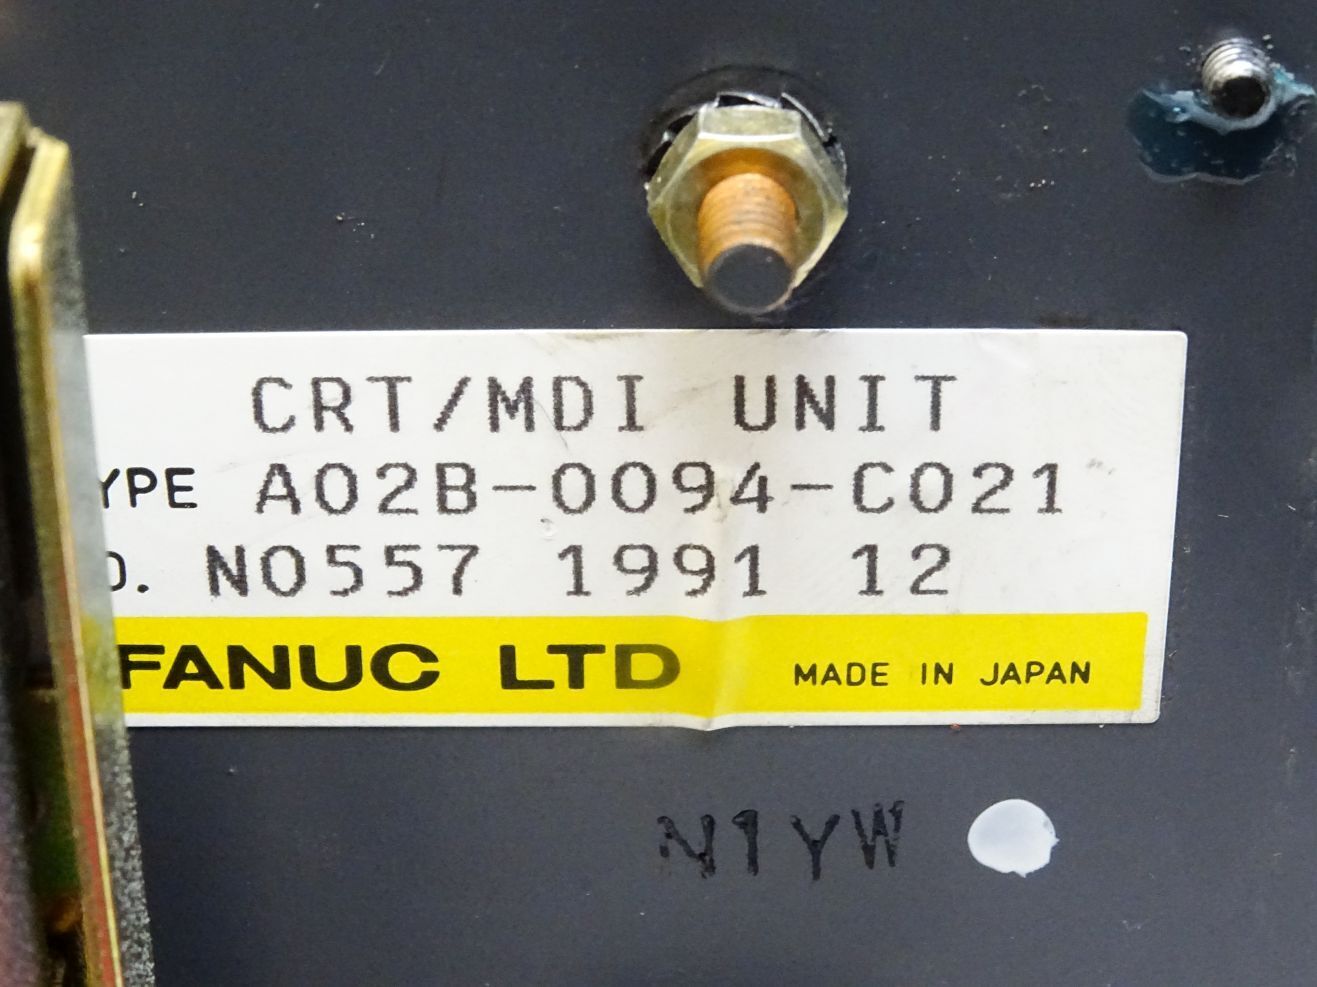 CRT/MDI UNIT
YPE A02B-0094-C021
O. N0557 1991 12
FANUC LTD MADE IN JAPAN
N1YW